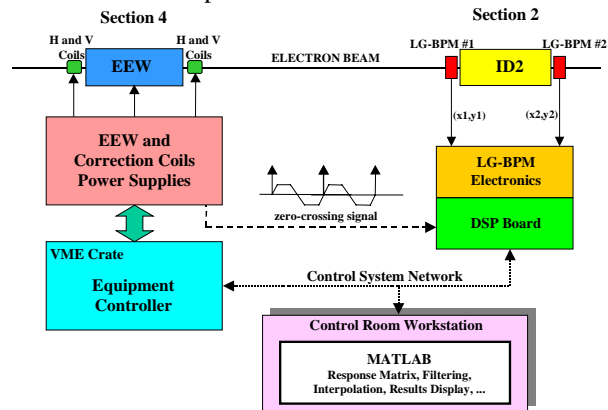 Section 4
Section 2
H and V
Coils
H and V
Coils
LG-BPM #1
LG-BPM #2
EEW
ELECTRON BEAM
ID2
(x1,y1)
(x2,y2)
EEW and
Correction Coils
Power Supplies
LG-BPM
Electronics
zero-crossing signal
DSP Board
VME Crate
Equipment
Controller
Control System Network
Control Room Workstation
MATLAB
Response Matrix, Filtering,
Interpolation, Results Display, ...